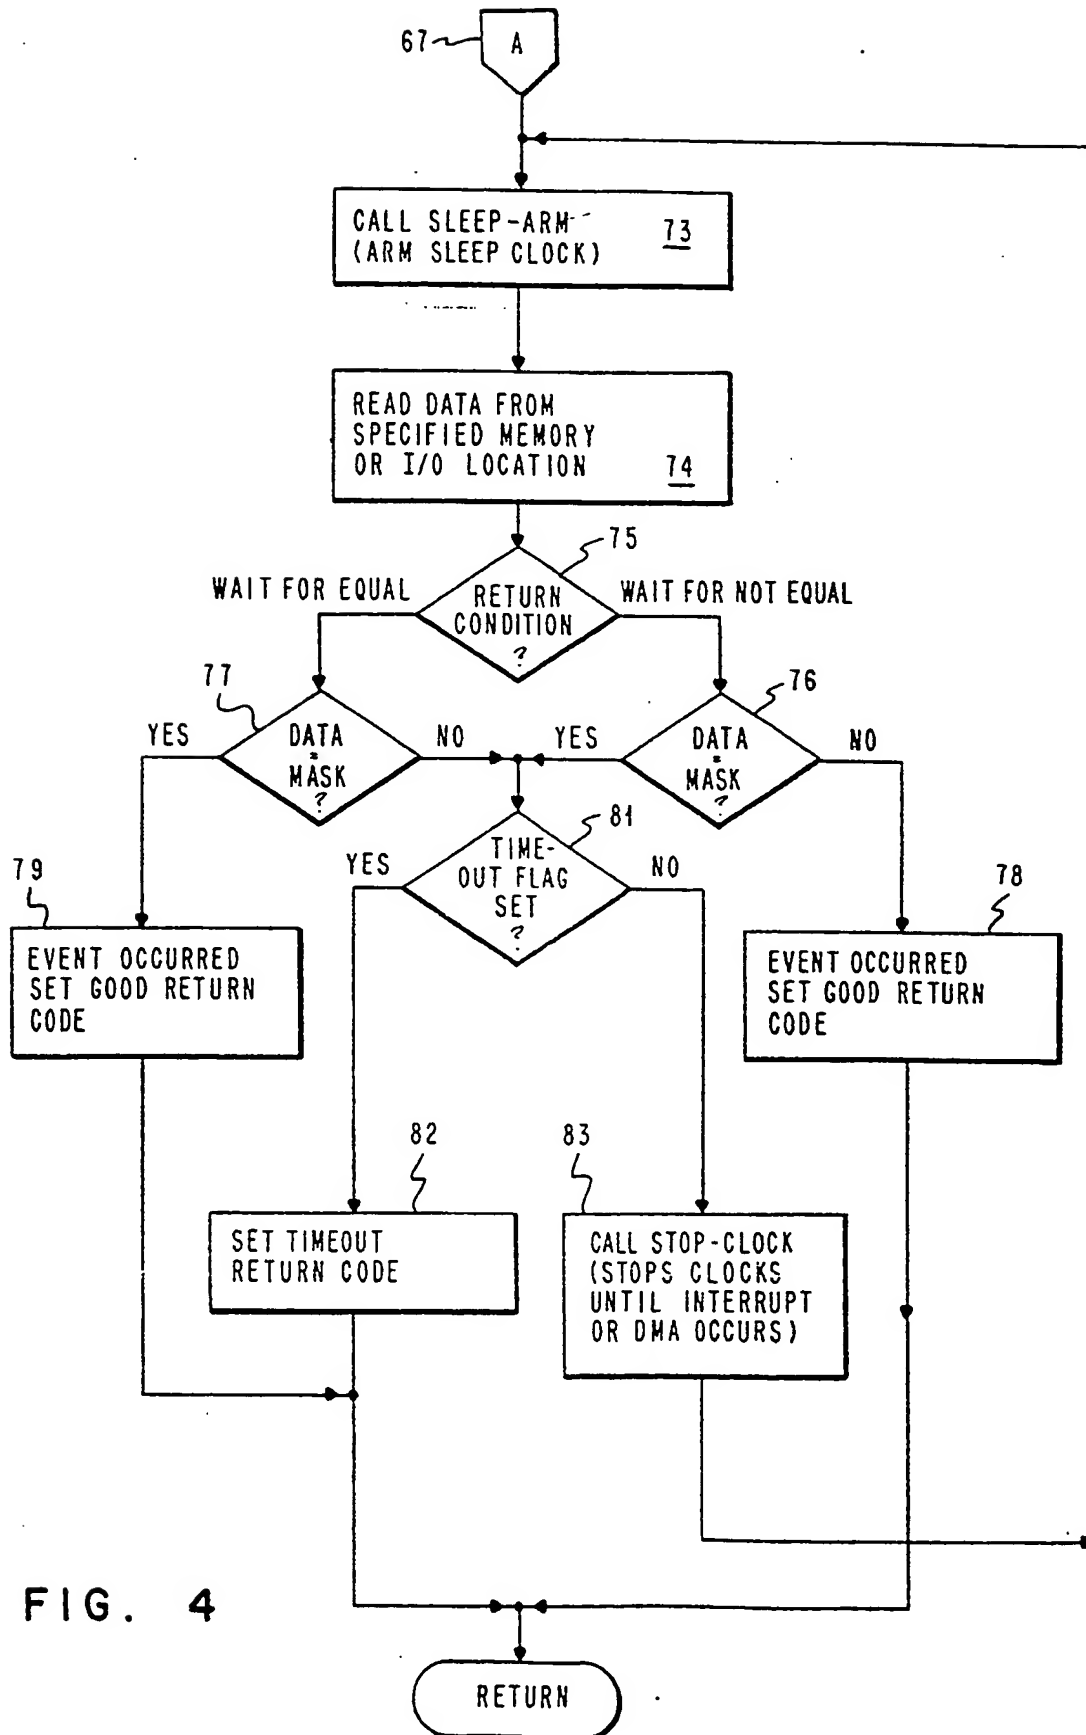 67
A
CALL SLEEP-ARM
(ARM SLEEP CLOCK)
73
READ DATA FROM
SPECIFIED MEMORY
OR I/O LOCATION
74
75
WAIT FOR EQUAL
RETURN
CONDITION
?
WAIT FOR NOT EQUAL
77
YES
DATA
=
MASK
?
NO
76
YES
DATA
=
MASK
?
NO
81
YES
TIME-
OUT FLAG
SET
?
NO
79
EVENT OCCURRED
SET GOOD RETURN
CODE
78
EVENT OCCURRED
SET GOOD RETURN
CODE
82
SET TIMEOUT
RETURN CODE
83
CALL STOP-CLOCK
(STOPS CLOCKS
UNTIL INTERRUPT
OR DMA OCCURS)
FIG. 4
RETURN